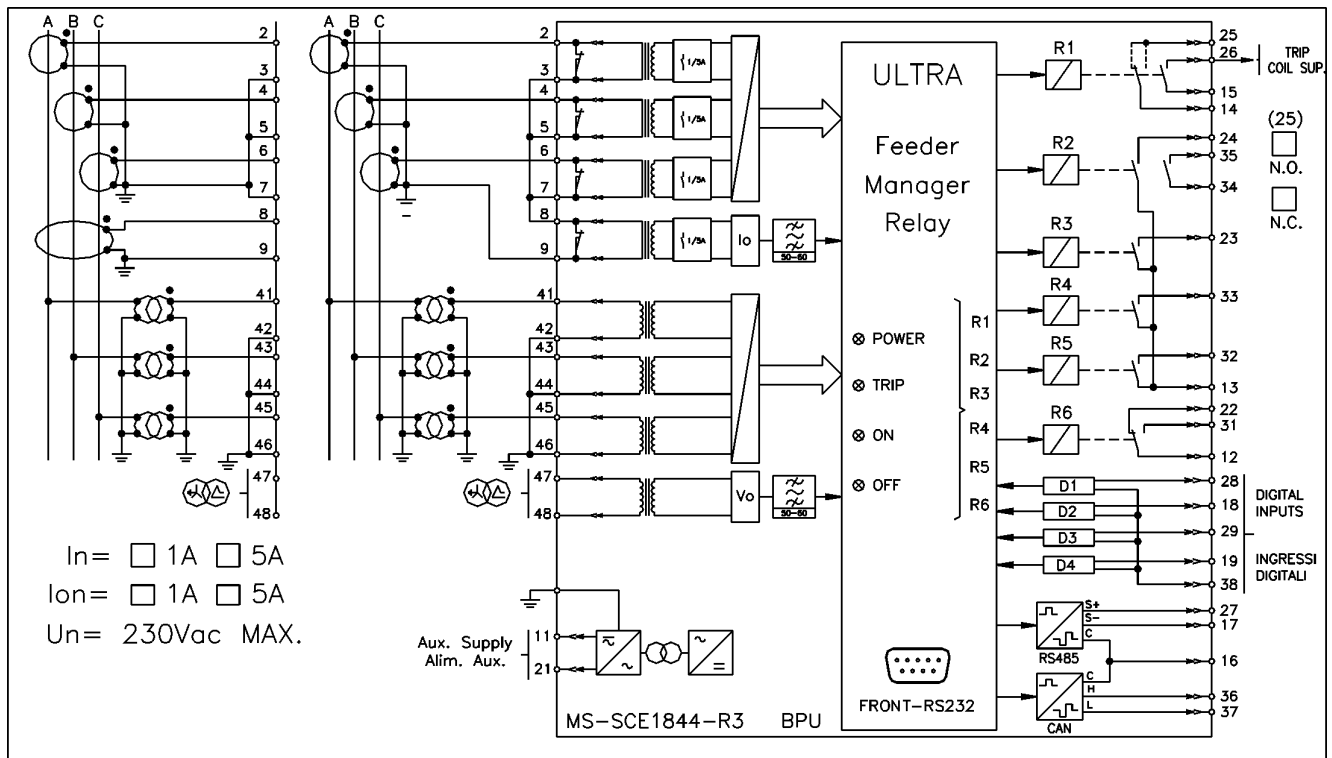 A B C
2
3
4
5
6
7
8
9
41
42
43
44
45
46
47
48
In= 1A 5A
Ion= 1A 5A
Un= 230Vac MAX.
A B C
2
3
4
5
6
7
8
9
41
42
43
44
45
46
47
48
1/5A
1/5A
1/5A
1/5A
Io
50-60
Vo
50-60
Aux. Supply
Alim. Aux.
11
21
MS-SCE1844-R3 BPU
ULTRA
Feeder
Manager
Relay
POWER
TRIP
ON
OFF
R1
R2
R3
R4
R5
R6
FRONT-RS232
R1
R2
R3
R4
R5
R6
D1
D2
D3
D4
S+
S-
C
RS485
C
H
L
CAN
25
26
15
14
24
35
34
23
33
32
13
22
31
12
28
18
29
19
38
27
17
16
36
37
TRIP
COIL SUP.
(25)
N.O.
N.C.
DIGITAL
INPUTS
INGRESSI
DIGITALI